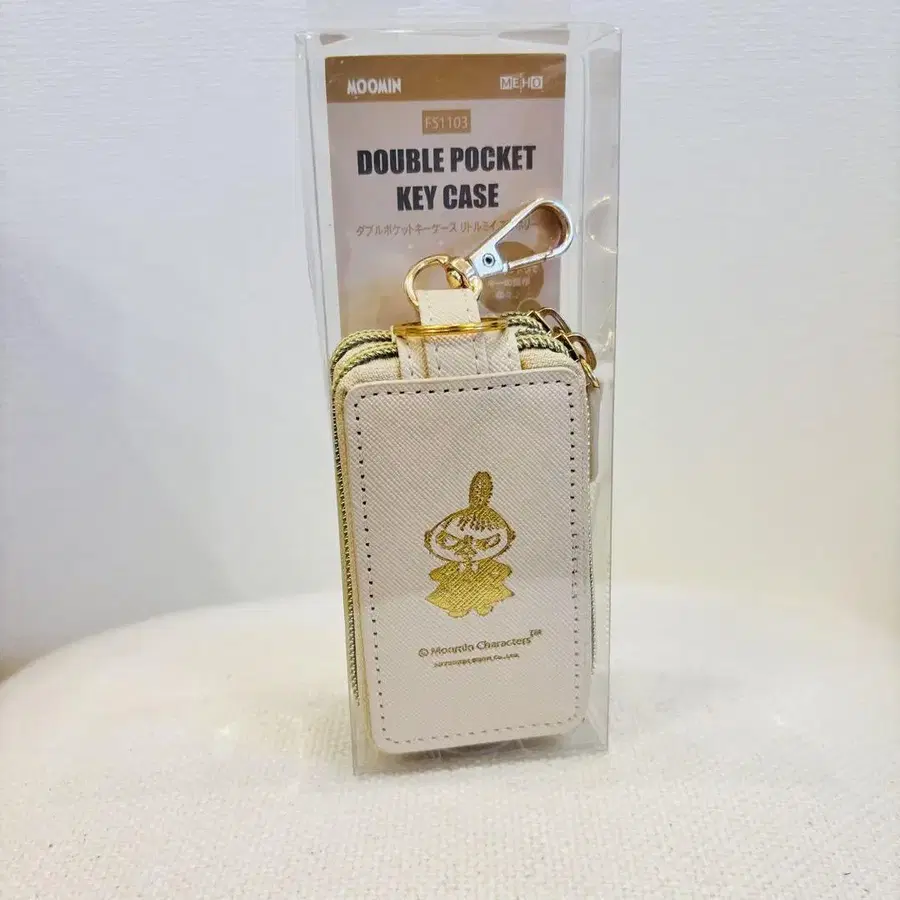 MOOMIN
MEHO
FS1103
DOUBLE POCKET
KEY CASE
ダブルポケットキーケース リトルミイ
© Moomin Characters™